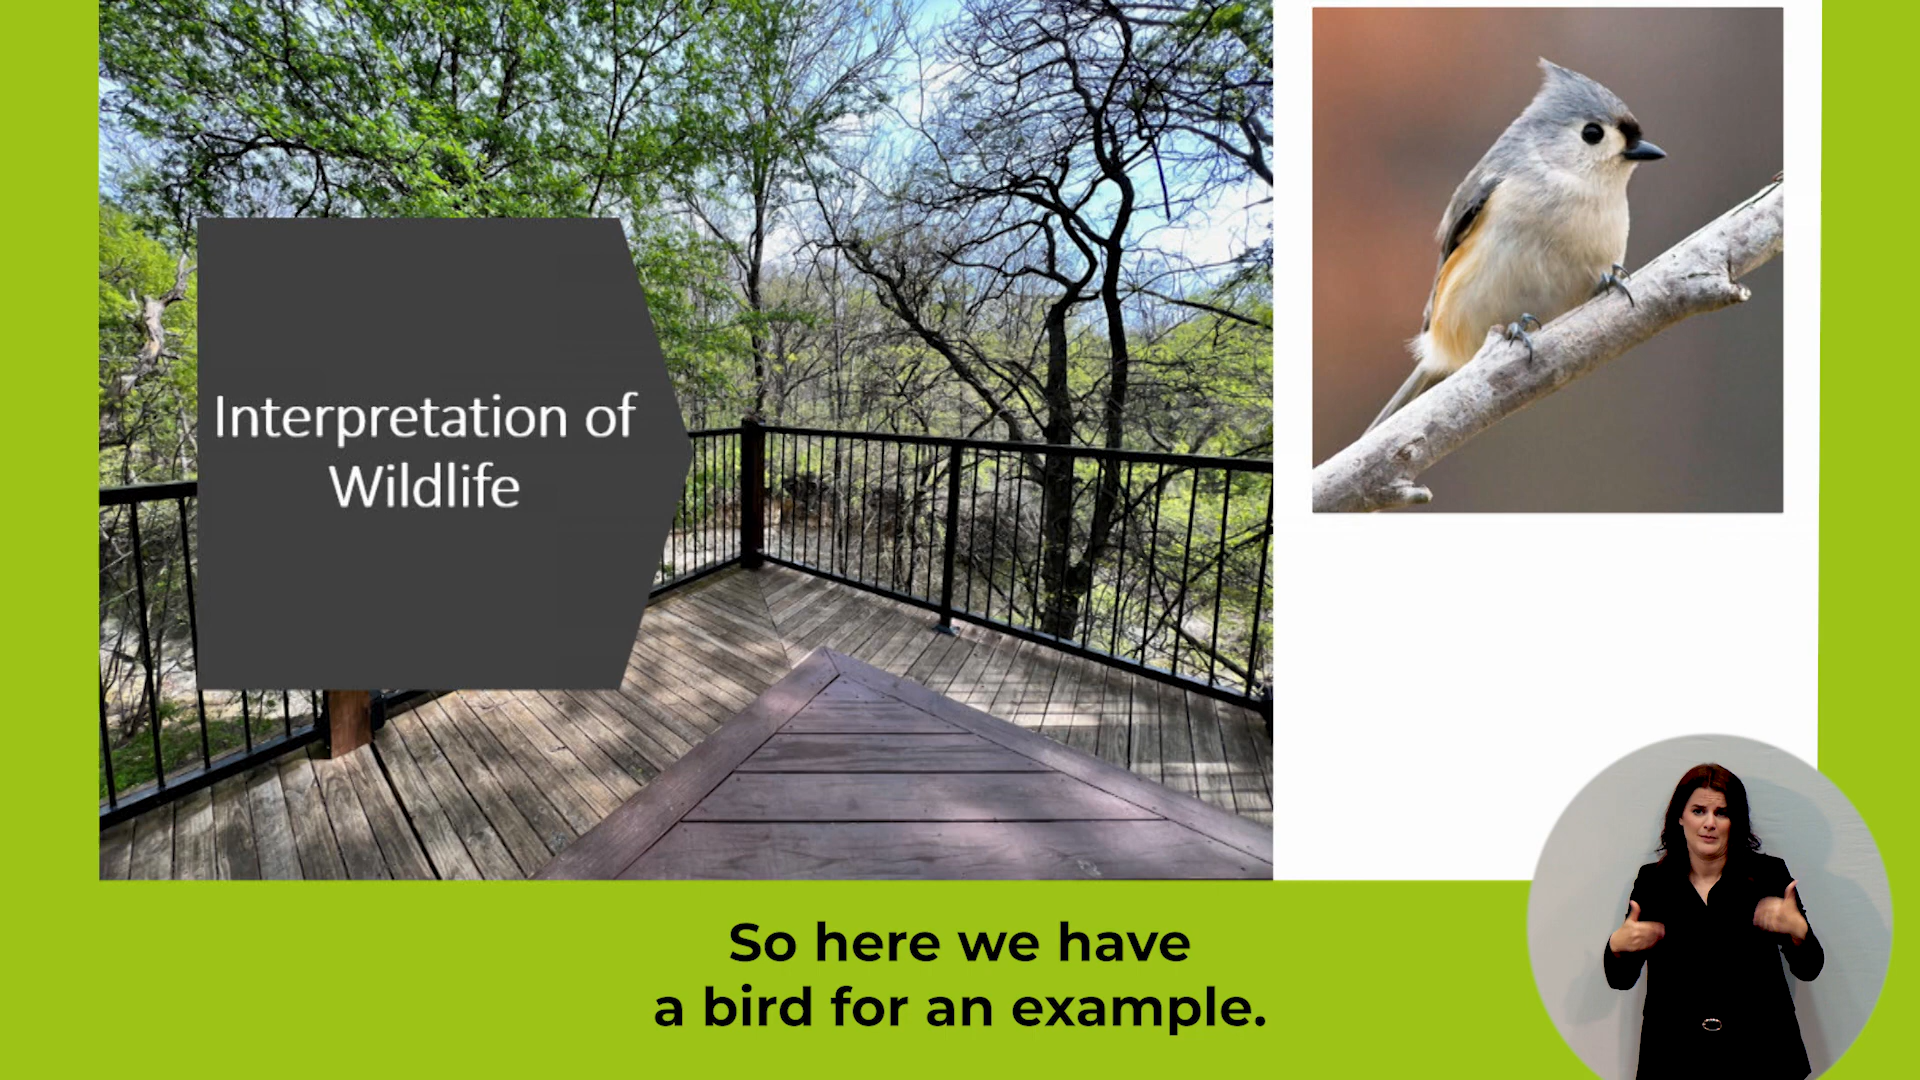 Interpretation of
Wildlife
So here we have
a bird for an example.